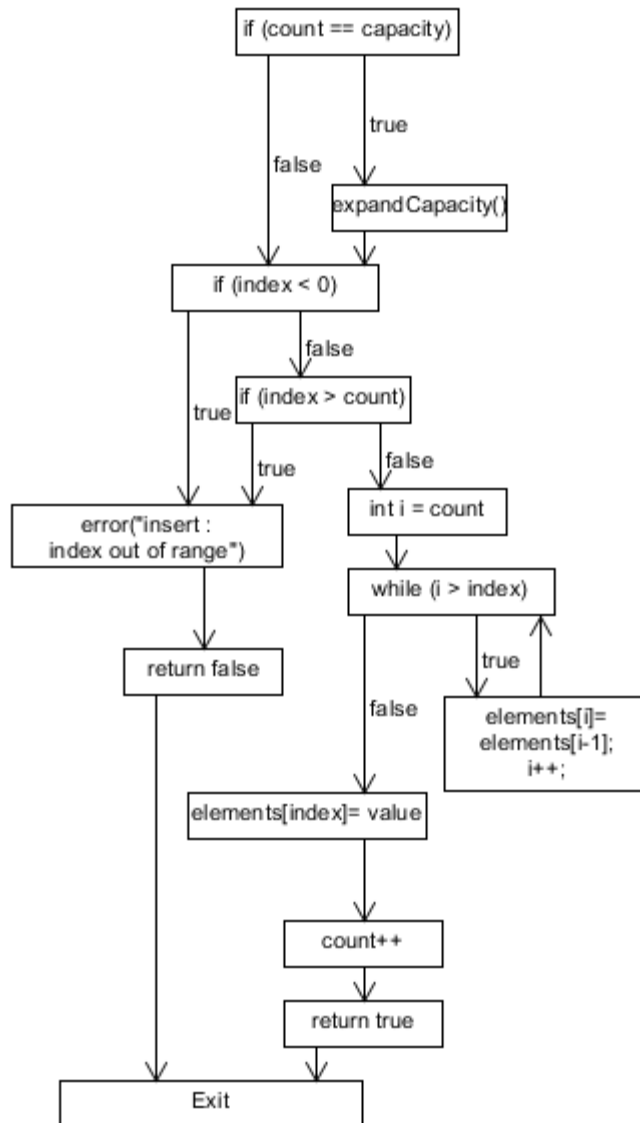 if (count == capacity)
true
false
expandCapacity()
if (index < 0)
false
if (index > count)
true
true
false
error("insert :
index out of range")
int i = count
while (i > index)
return false
true
false
elements[i]=
elements[i-1];
i++;
elements[index]= value
count++
return true
Exit